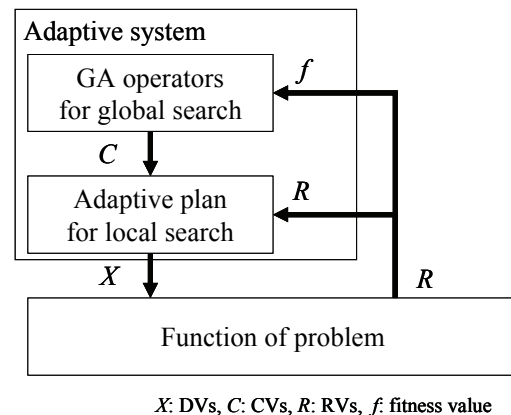 Adaptive system
GA operators
for global search
f
C
Adaptive plan
for local search
R
X
R
Function of problem
X: DVs, C: CVs, R: RVs, f: fitness value